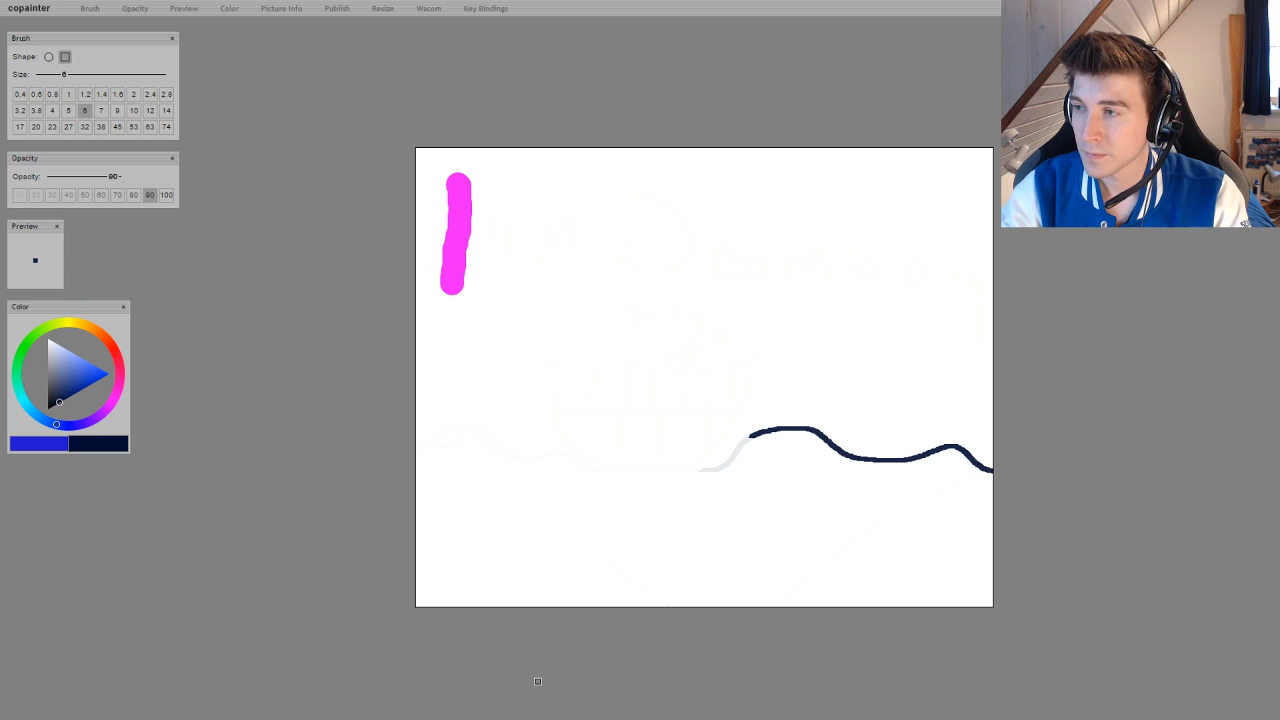 copainter Brush Opacity Preview Color Picture Info Publish Resize Wacom Key Bindings
Brush ×
Shape:
Size: 6
0.4 0.6 0.8 1 1.2 1.4 1.6 2 2.4 2.8
3.2 3.8 4 5 6 7 9 10 12 14
17 20 23 27 32 38 45 53 63 74
Opacity ×
Opacity: 90
20 30 40 50 60 70 80 90 100
Preview ×
Color ×